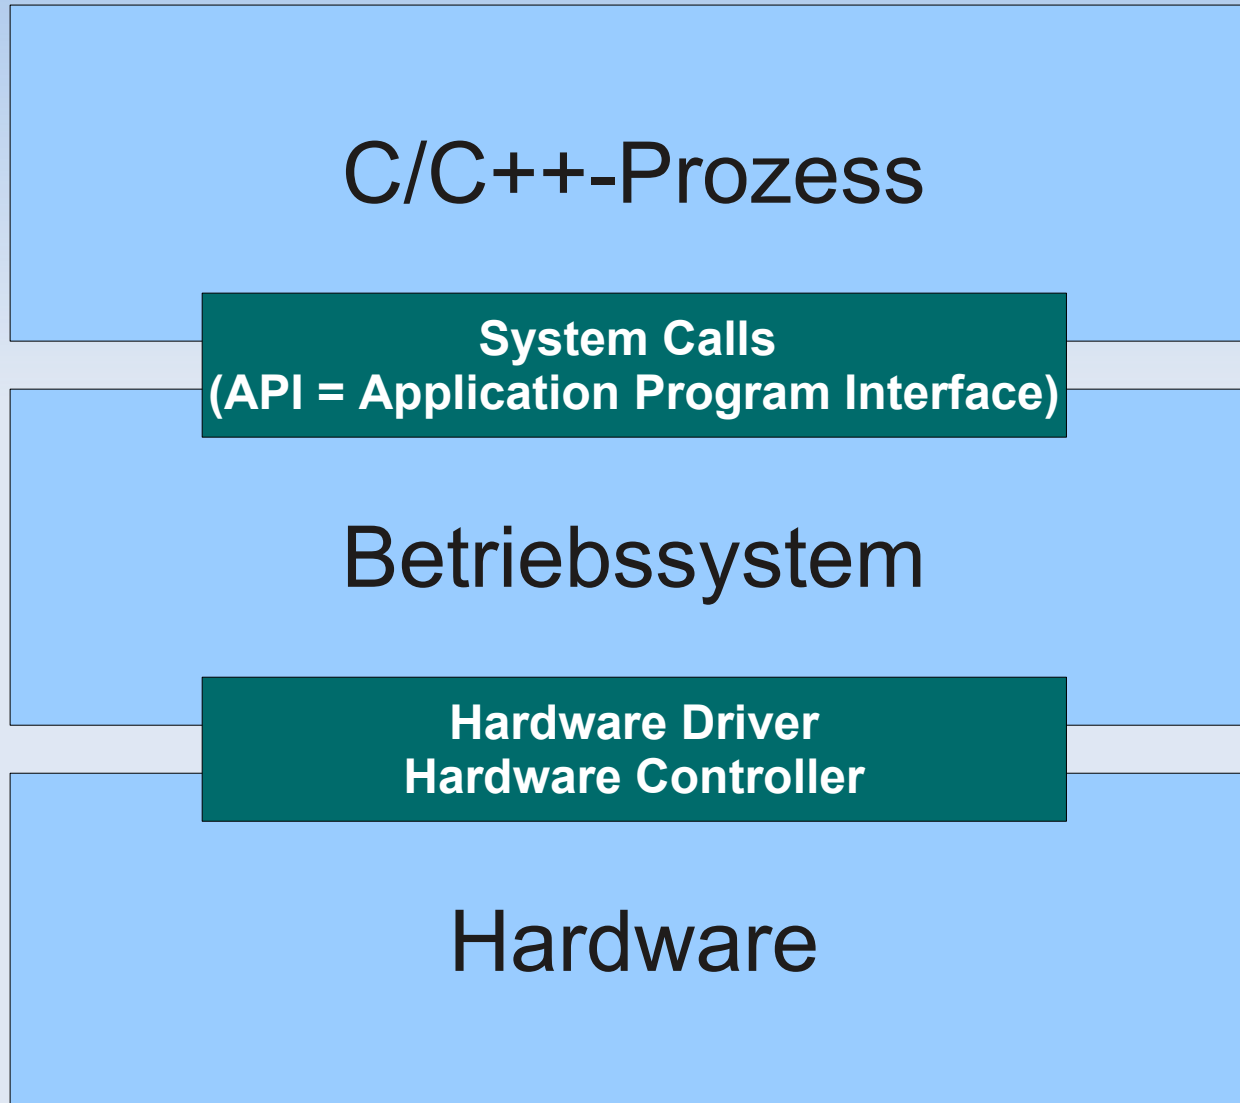 C/C++-Prozess
System Calls
(API = Application Program Interface)
Betriebssystem
Hardware Driver
Hardware Controller
Hardware